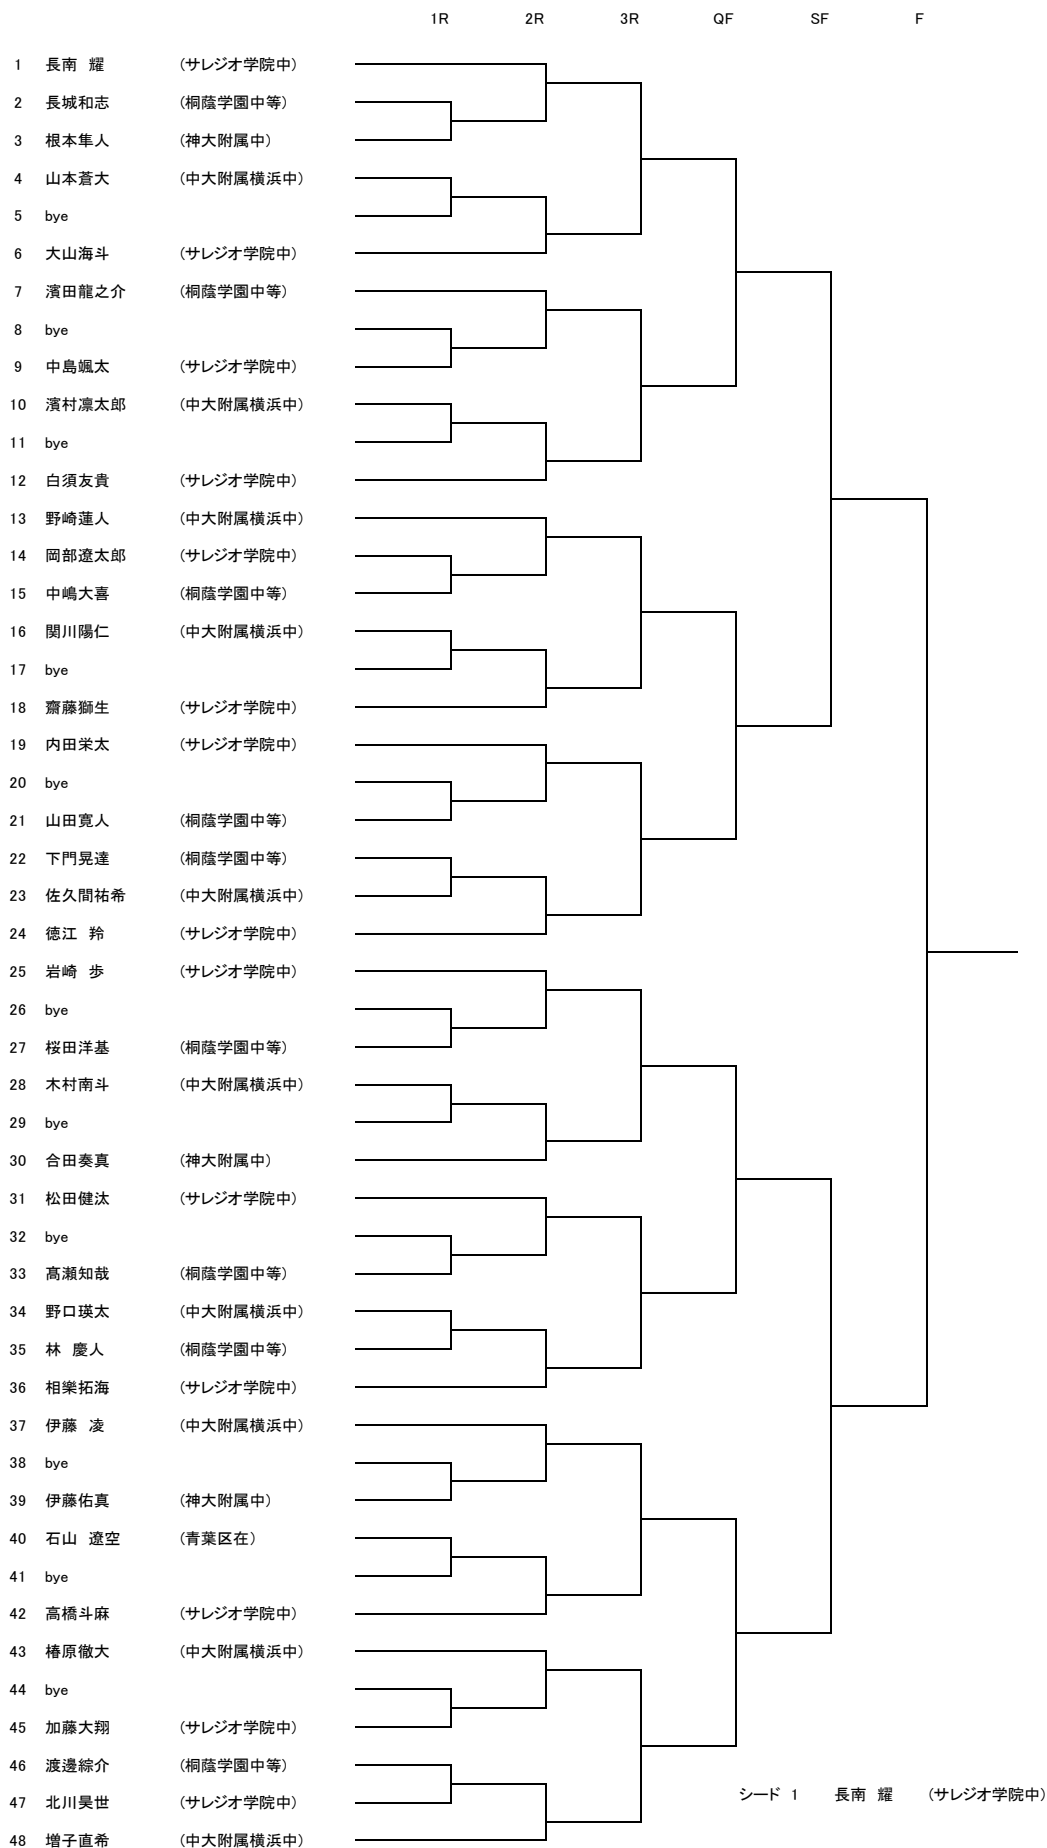 1R 2R 3R QF SF F
1 長南 耀 (サレジオ学院中)
2 長城和志 (桐蔭学園中等)
3 根本隼人 (神大附属中)
4 山本蒼大 (中大附属横浜中)
5 bye
6 大山海斗 (サレジオ学院中)
7 濱田龍之介 (桐蔭学園中等)
8 bye
9 中島颯太 (サレジオ学院中)
10 濱村凛太郎 (中大附属横浜中)
11 bye
12 白須友貴 (サレジオ学院中)
13 野崎蓮人 (中大附属横浜中)
14 岡部遼太郎 (サレジオ学院中)
15 中嶋大喜 (桐蔭学園中等)
16 関川陽仁 (中大附属横浜中)
17 bye
18 齋藤獅生 (サレジオ学院中)
19 内田栄太 (サレジオ学院中)
20 bye
21 山田寛人 (桐蔭学園中等)
22 下門晃達 (桐蔭学園中等)
23 佐久間祐希 (中大附属横浜中)
24 徳江 羚 (サレジオ学院中)
25 岩崎 歩 (サレジオ学院中)
26 bye
27 桜田洋基 (桐蔭学園中等)
28 木村南斗 (中大附属横浜中)
29 bye
30 合田奏真 (神大附属中)
31 松田健汰 (サレジオ学院中)
32 bye
33 髙瀬知哉 (桐蔭学園中等)
34 野口瑛太 (中大附属横浜中)
35 林 慶人 (桐蔭学園中等)
36 相樂拓海 (サレジオ学院中)
37 伊藤 凌 (中大附属横浜中)
38 bye
39 伊藤佑真 (神大附属中)
40 石山 遼空 (青葉区在)
41 bye
42 高橋斗麻 (サレジオ学院中)
43 椿原徹大 (中大附属横浜中)
44 bye
45 加藤大翔 (サレジオ学院中)
46 渡邊綜介 (桐蔭学園中等)
47 北川昊世 (サレジオ学院中)
シード 1 長南 耀 (サレジオ学院中)
48 増子直希 (中大附属横浜中)